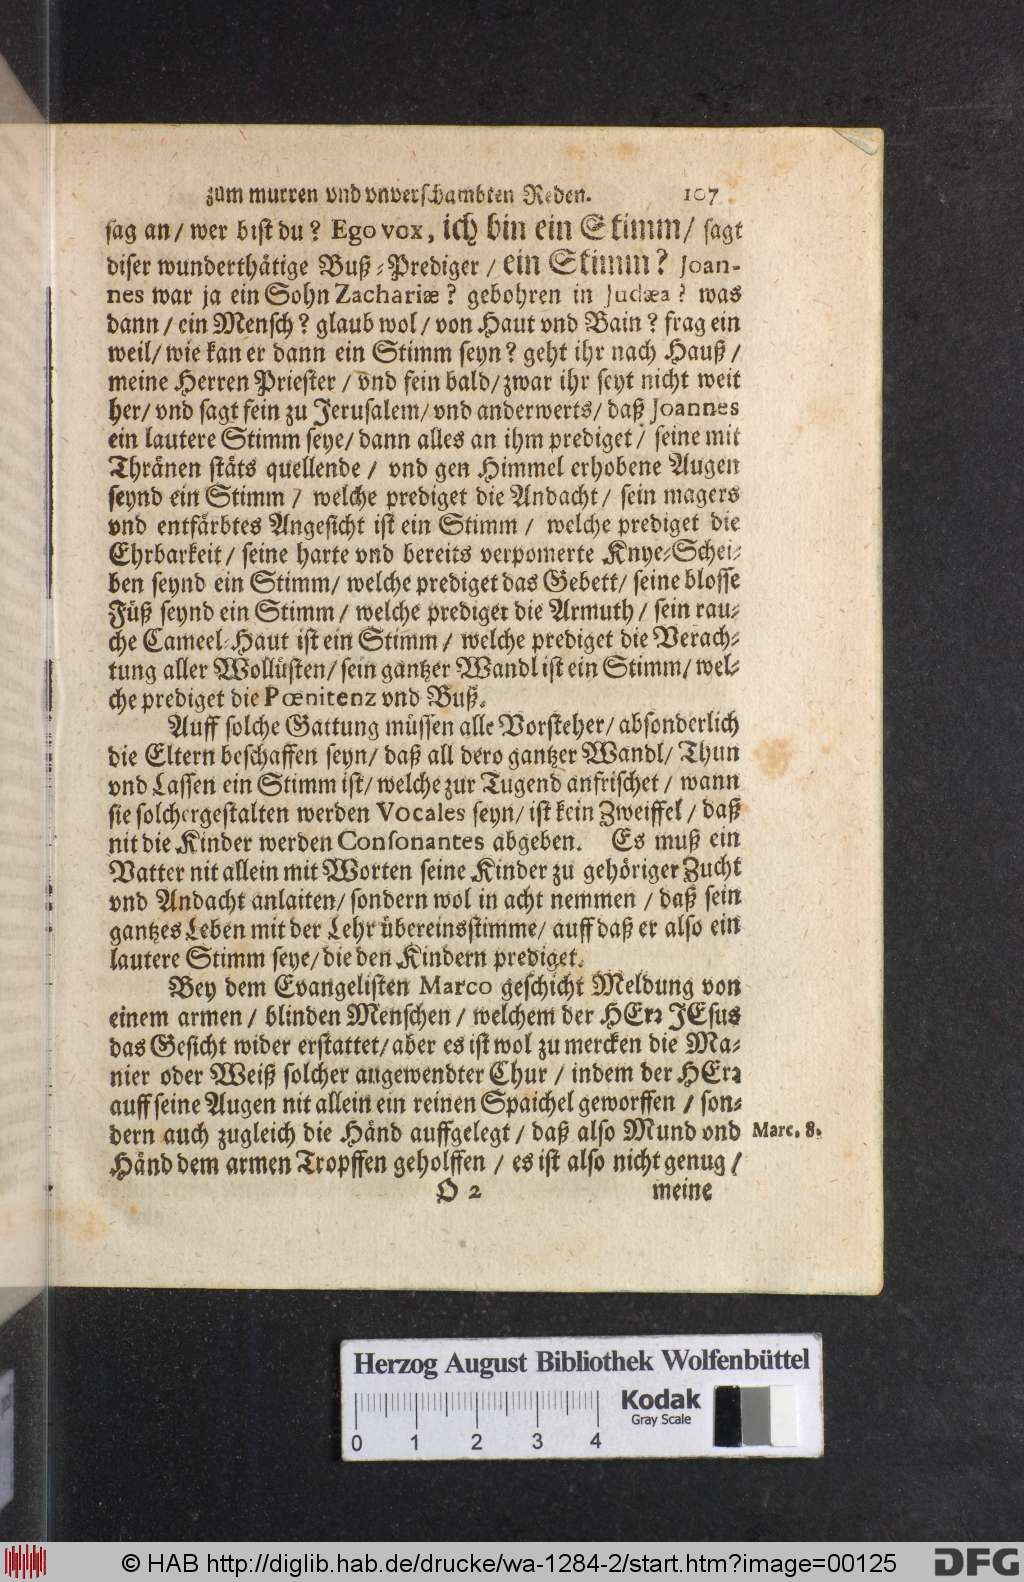 zum murren vnd vnverschambten Reden. 107
sag an/ wer bist du? Ego vox, ich bin ein Stimm/ sagt
diser wunderthätige Buß-Prediger / ein Stimm? Joan-
nes war ja ein Sohn Zachariæ? gebohren in Judæa? was
dann / ein Mensch? glaub wol / von Haut vnd Bain? frag ein
weil/ wie kan er dann ein Stimm seyn? geht ihr nach Hauß /
meine Herren Priester / vnd fein bald/ zwar ihr seyt nicht weit
her/ vnd sagt fein zu Jerusalem/ vnd anderwerts/ daß Joannes
ein lautere Stimm seye/ dann alles an ihm prediget / seine mit
Thränen stäts quellende / vnd gen Himmel erhobene Augen
seynd ein Stimm / welche prediget die Andacht/ sein magers
vnd entfärbtes Angesicht ist ein Stimm / welche prediget die
Ehrbarkeit / seine harte vnd bereits verpomerte Knye-Schei-
ben seynd ein Stimm/ welche prediget das Gebett/ seine blosse
Füß seynd ein Stimm / welche prediget die Armuth / sein rau-
che Cameel-Haut ist ein Stimm / welche prediget die Verach-
tung aller Wollüsten/ sein gantzer Wandl ist ein Stimm/ wel-
che prediget die Pœnitenz vnd Buß.
Auff solche Gattung müssen alle Vorsteher/ absonderlich
die Eltern beschaffen seyn/ daß all dero gantzer Wandl/ Thun
vnd Lassen ein Stimm ist/ welche zur Tugend anfrischet / wann
sie solchergestalten werden Vocales seyn/ ist kein Zweiffel / daß
nit die Kinder werden Consonantes abgeben. Es muß ein
Vatter nit allein mit Worten seine Kinder zu gehöriger Zucht
vnd Andacht anlaiten/ sondern wol in acht nemmen / daß sein
gantzes Leben mit der Lehr übereinsstimme/ auff daß er also ein
lautere Stimm seye/ die den Kindern prediget.
Bey dem Evangelisten Marco geschicht Meldung von
einem armen / blinden Menschen / welchem der HErr JEsus
das Gesicht wider erstattet/ aber es ist wol zu mercken die Ma-
nier oder Weiß solcher angewendter Chur / indem der HErr
auff seine Augen nit allein ein reinen Spaichel geworffen / son-
dern auch zugleich die Händ auffgelegt / daß also Mund vnd Marc. 8.
Händ dem armen Tropffen geholffen / es ist also nicht genug /
O 2 meine
Herzog August Bibliothek Wolfenbüttel
Kodak
Gray Scale
0 1 2 3 4
© HAB http://diglib.hab.de/drucke/wa-1284-2/start.htm?image=00125 DFG